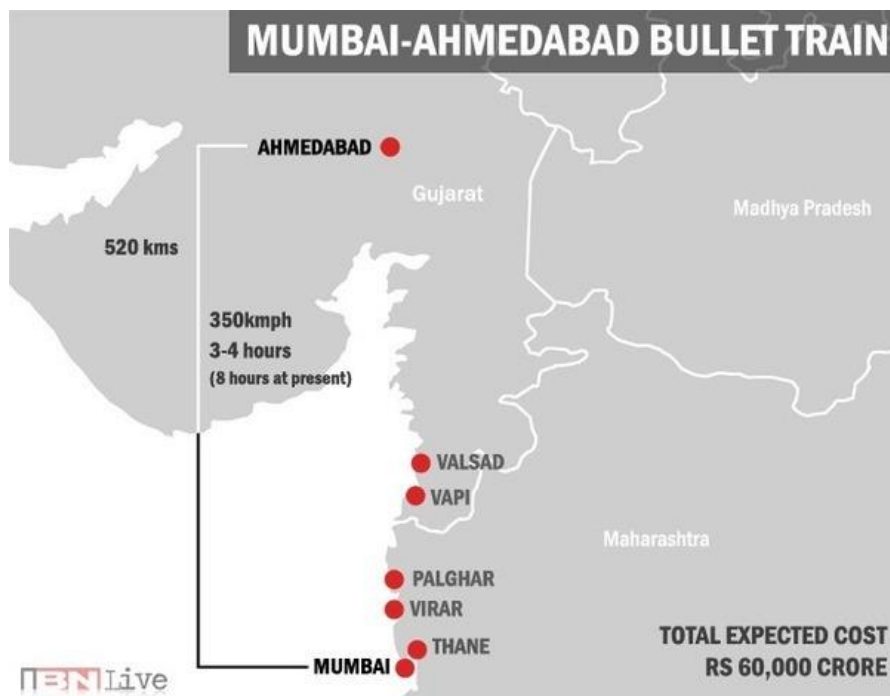 MUMBAI-AHMEDABAD BULLET TRAIN
AHMEDABAD
Gujarat
Madhya Pradesh
520 kms
350kmph
3-4 hours
(8 hours at present)
VALSAD
VAPI
Maharashtra
PALGHAR
VIRAR
THANE
MUMBAI
TOTAL EXPECTED COST
RS 60,000 CRORE
IBNLive